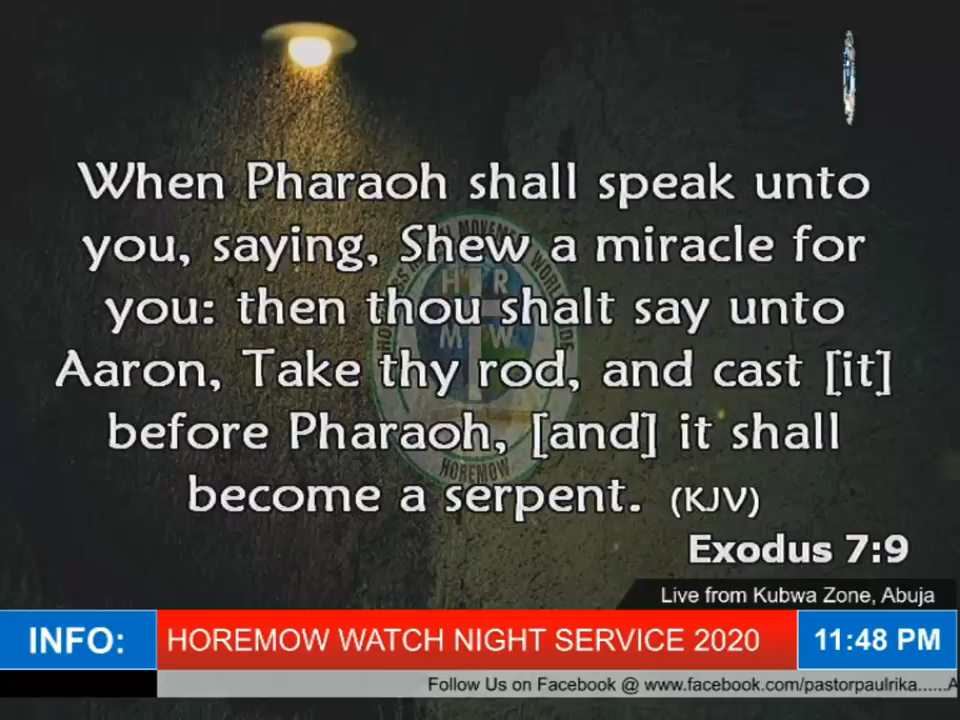 When Pharaoh shall speak unto
you, saying, Shew a miracle for
you: then thou shalt say unto
Aaron, Take thy rod, and cast [it]
before Pharaoh, [and] it shall
become a serpent. (KJV)
Exodus 7:9
H R
M W
HOREMOW
Live from Kubwa Zone, Abuja
INFO: HOREMOW WATCH NIGHT SERVICE 2020 11:48 PM
Follow Us on Facebook @ www.facebook.com/pastorpaulrika......A